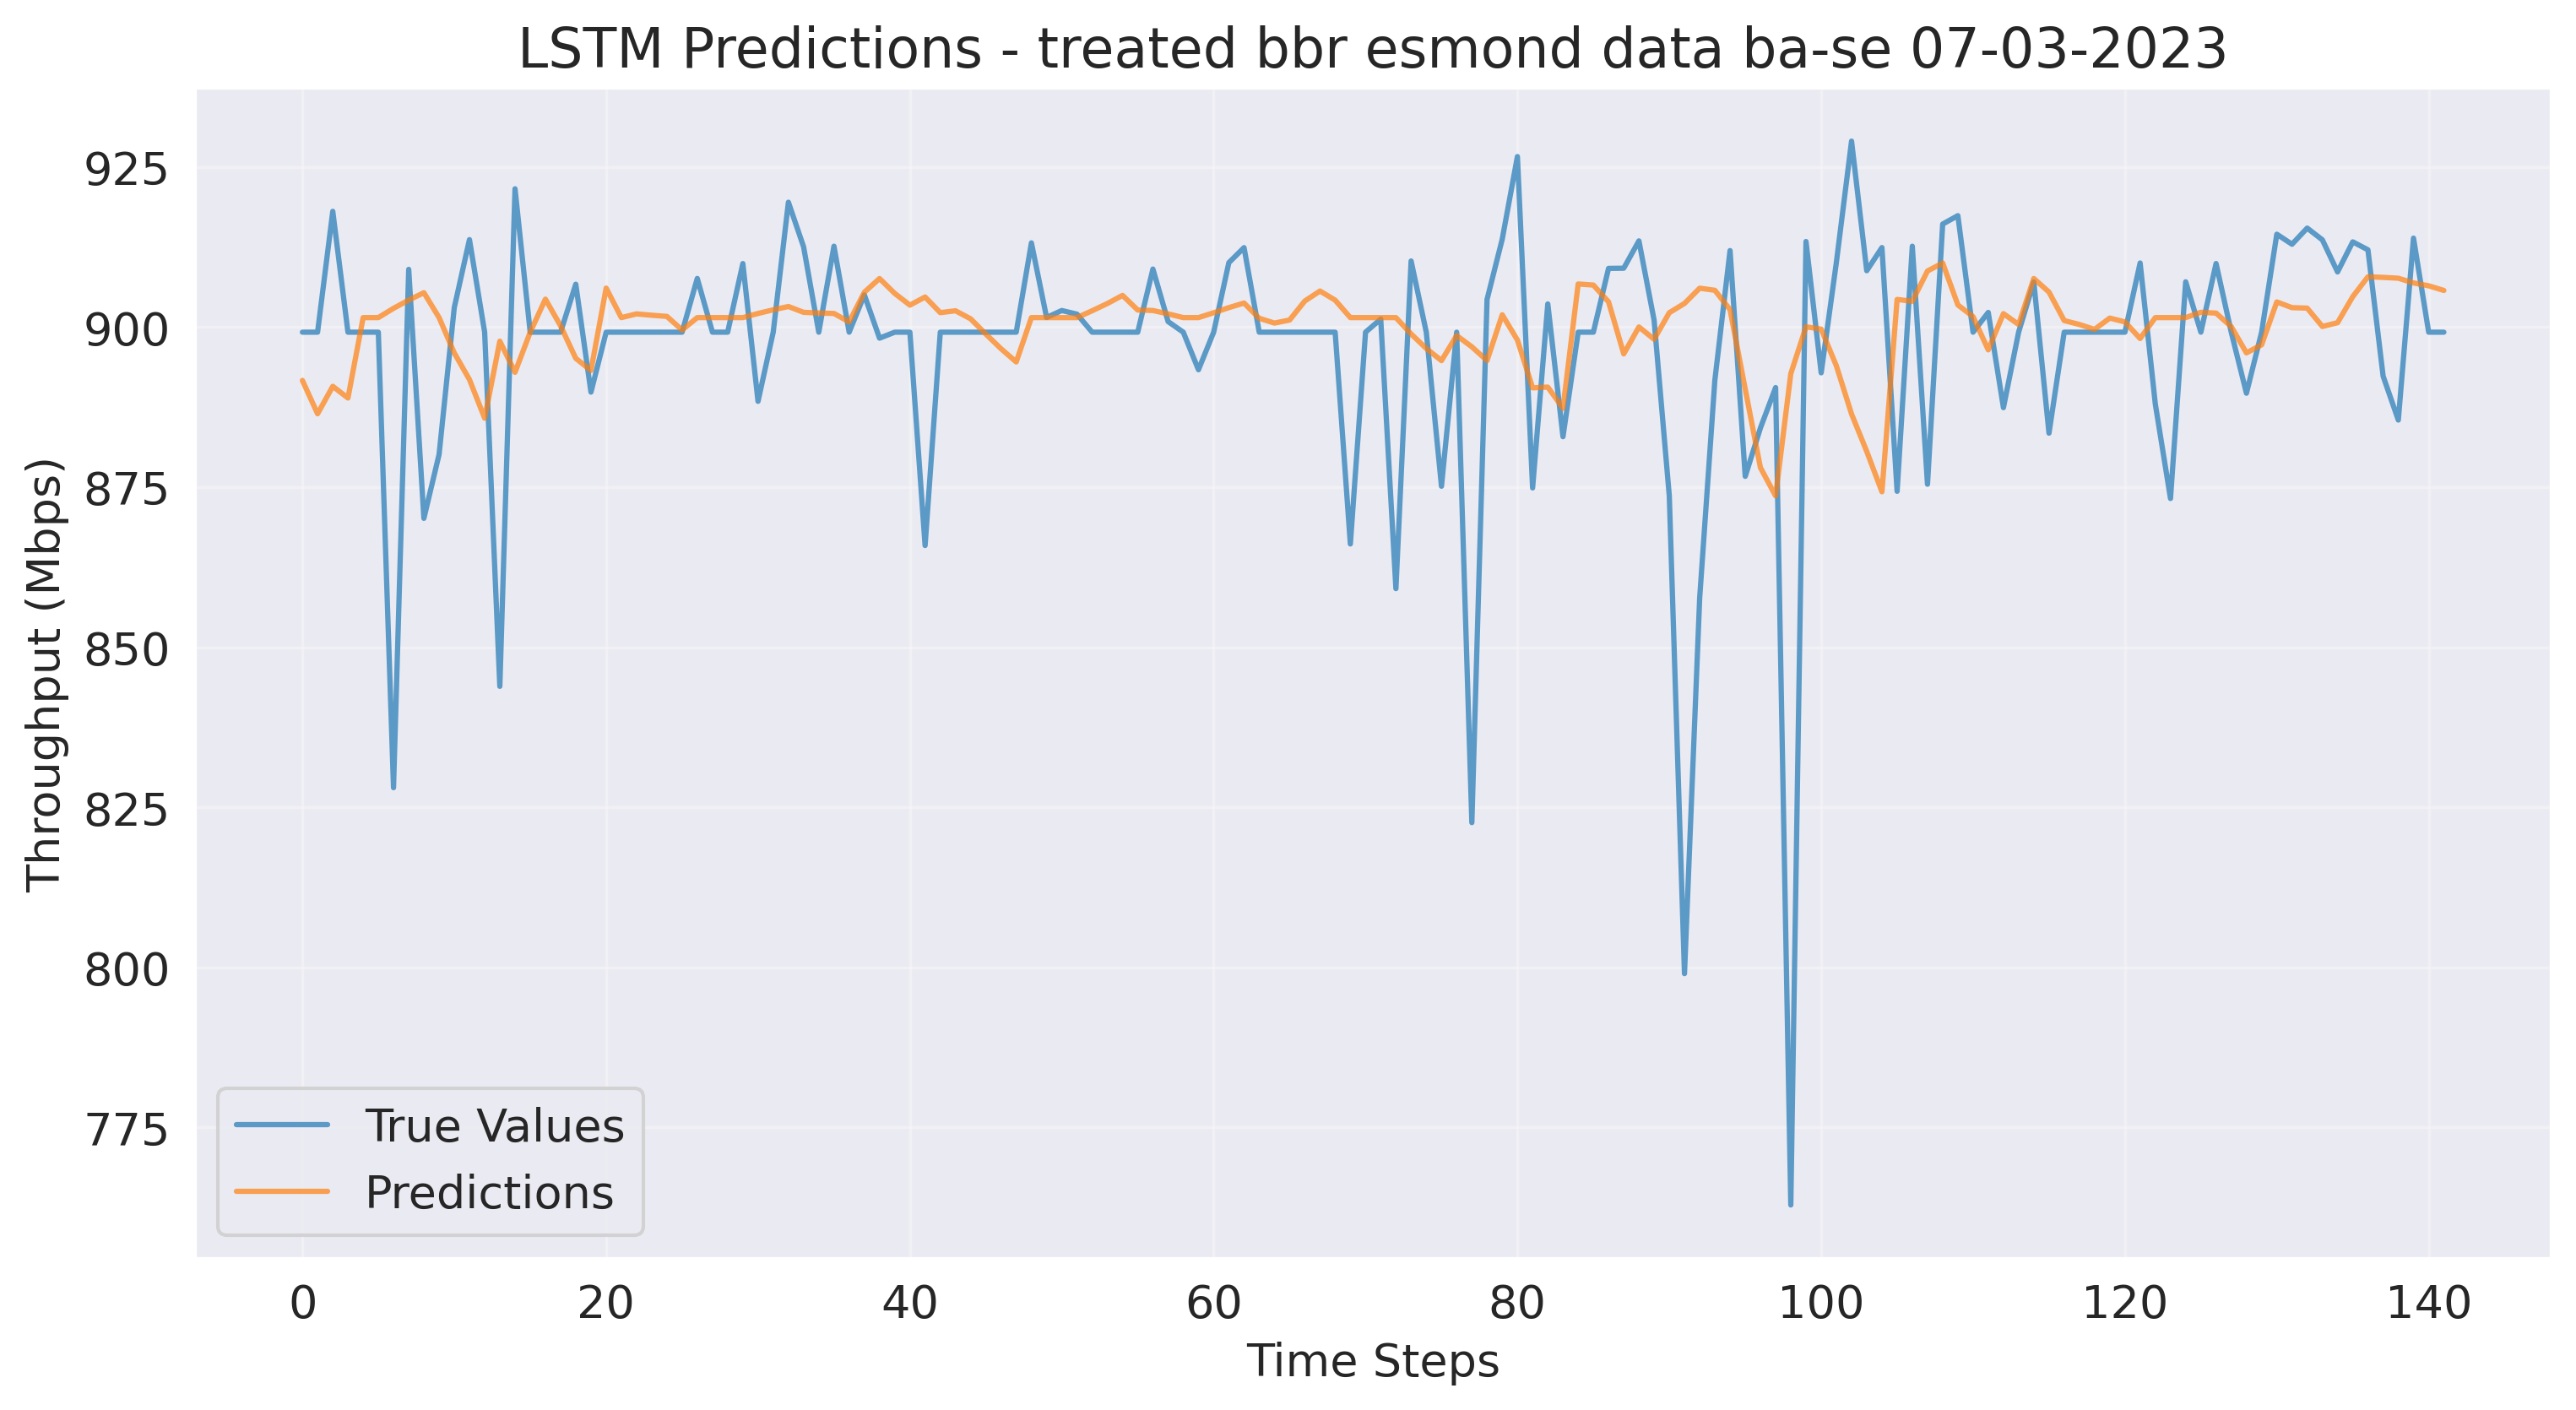 LSTM Predictions - treated bbr esmond data ba-se 07-03-2023
Throughput (Mbps)
925
900
875
850
825
800
775
True Values
Predictions
0 20 40 60 80 100 120 140
Time Steps